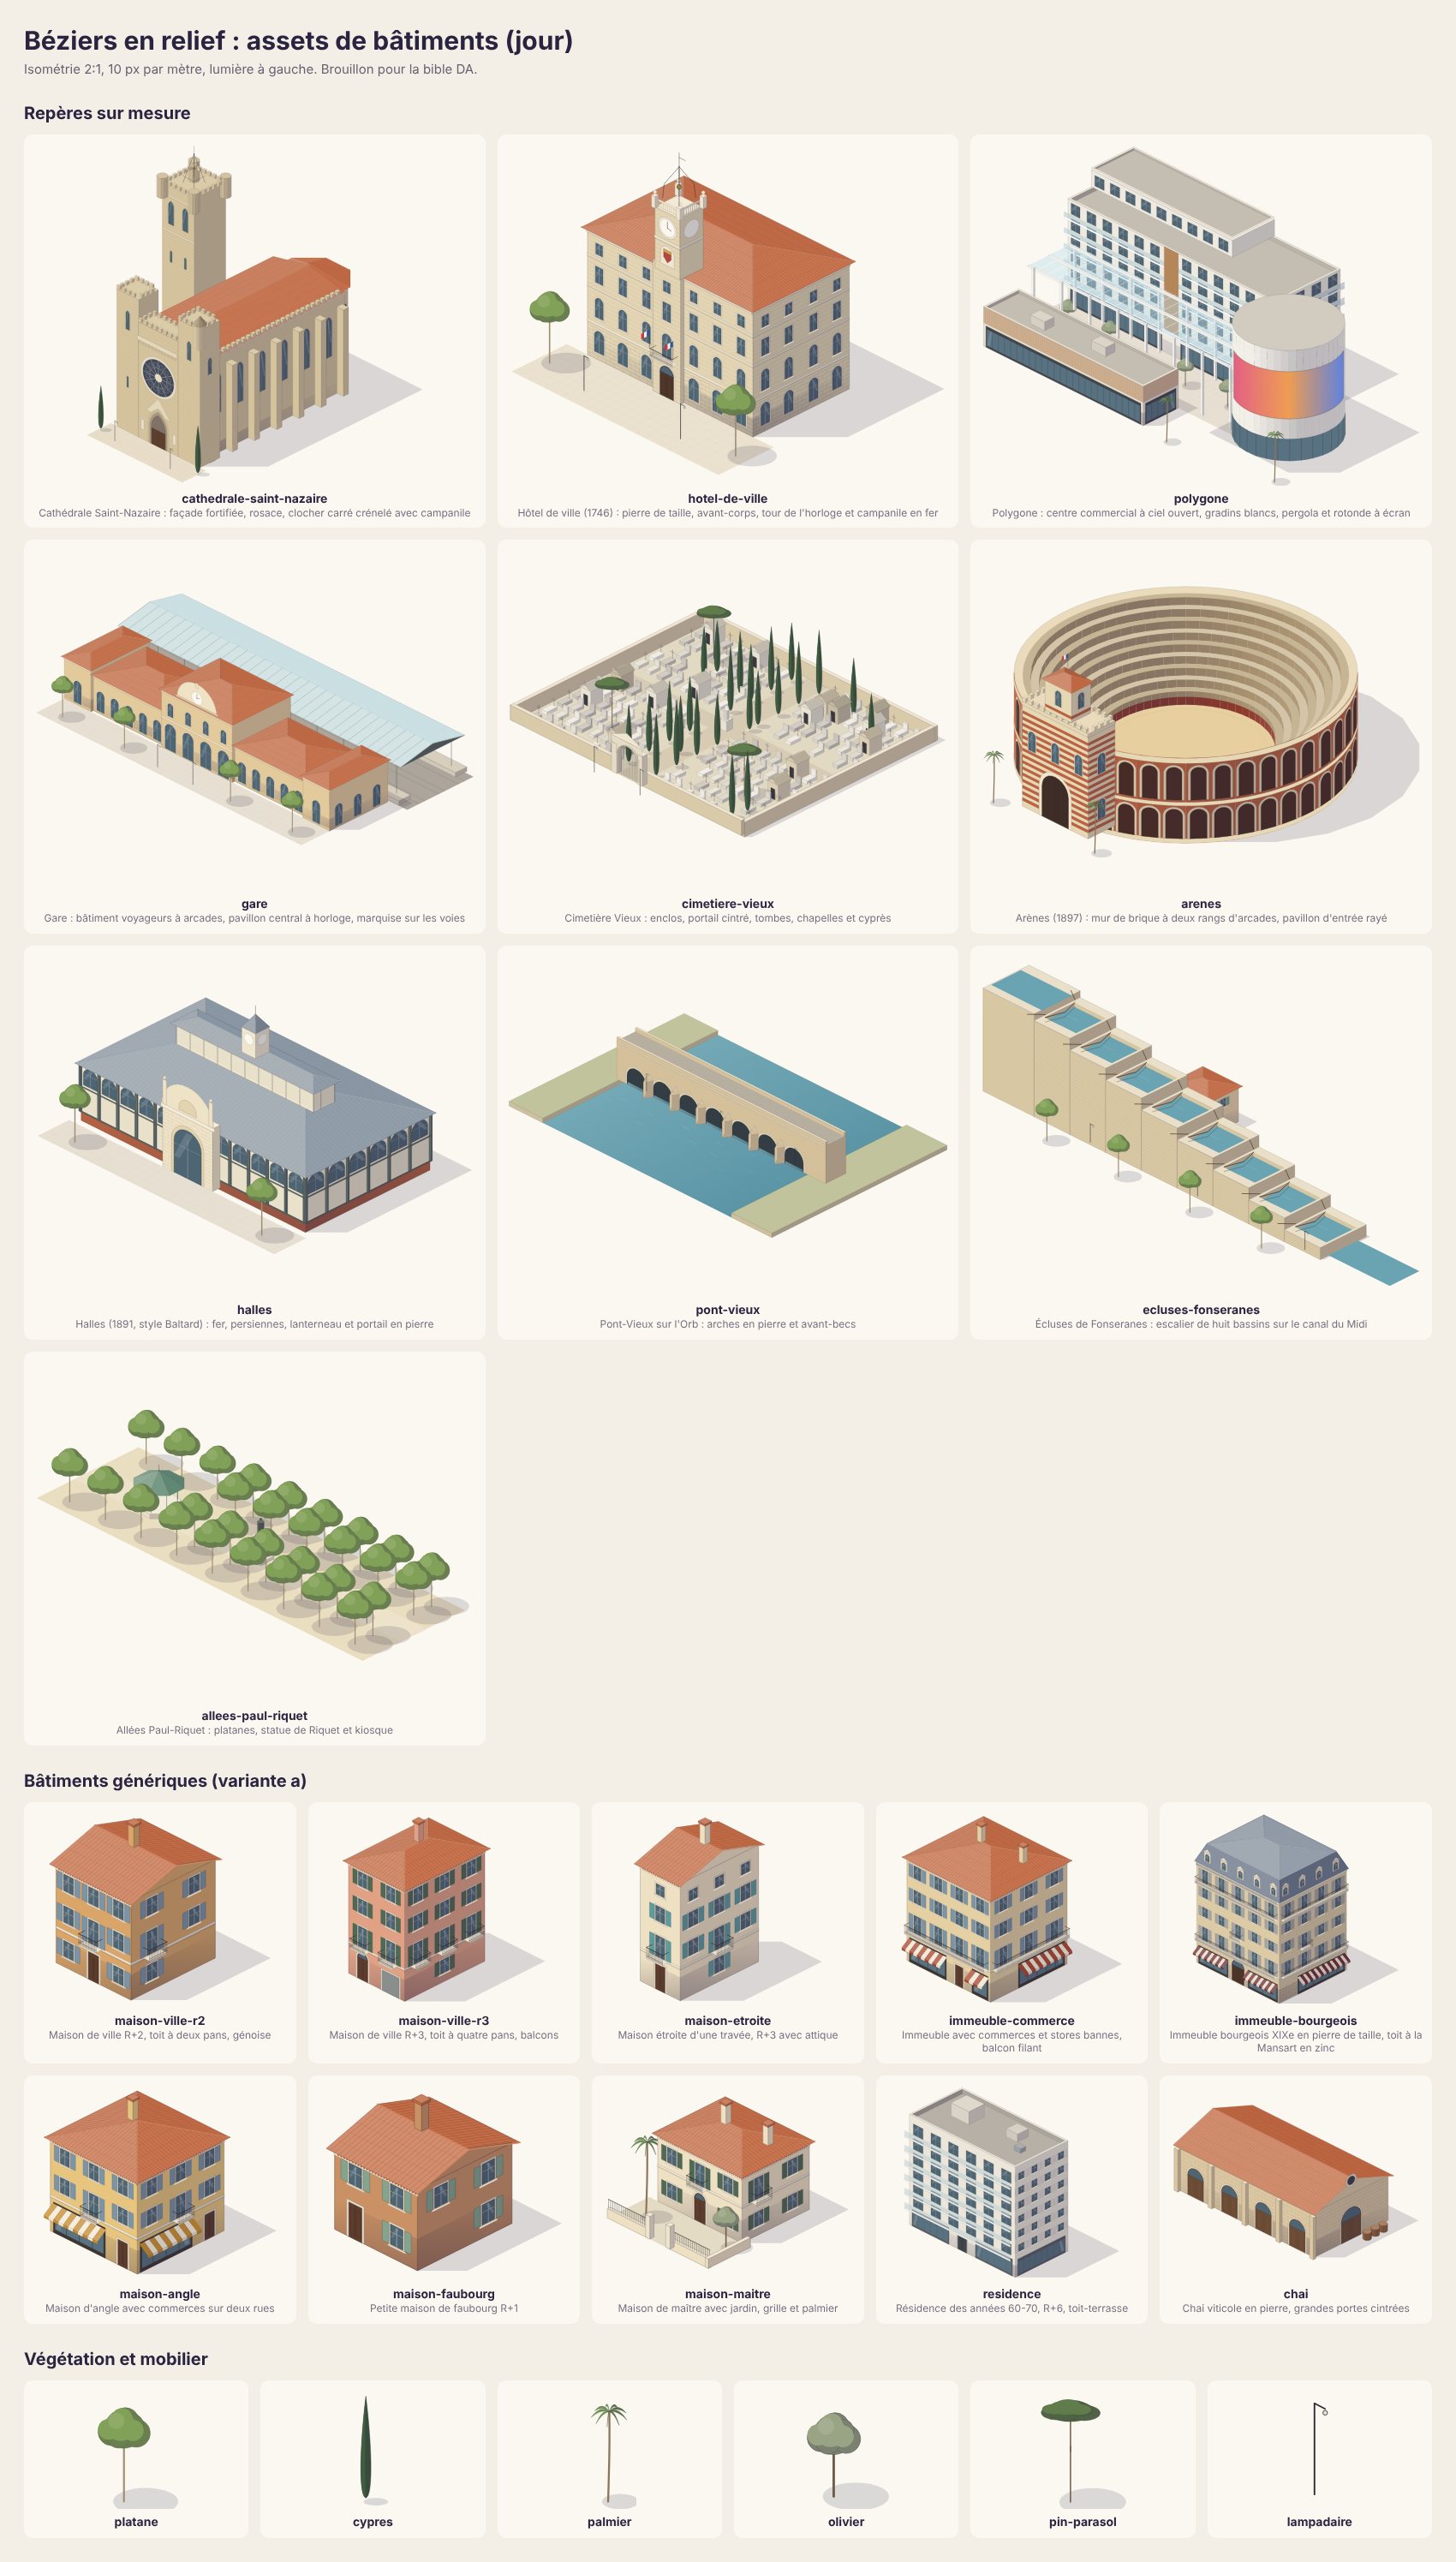 Béziers en relief : assets de bâtiments (jour)
Isométrie 2:1, 10 px par mètre, lumière à gauche. Brouillon pour la bible DA.
Repères sur mesure
cathedrale-saint-nazaire
Cathédrale Saint-Nazaire : façade fortifiée, rosace, clocher carré crénelé avec campanile
hotel-de-ville
Hôtel de ville (1746) : pierre de taille, avant-corps, tour de l'horloge et campanile en fer
polygone
Polygone : centre commercial à ciel ouvert, gradins blancs, pergola et rotonde à écran
gare
Gare : bâtiment voyageurs à arcades, pavillon central à horloge, marquise sur les voies
cimetiere-vieux
Cimetière Vieux : enclos, portail cintré, tombes, chapelles et cyprès
arenes
Arènes (1897) : mur de brique à deux rangs d'arcades, pavillon d'entrée rayé
halles
Halles (1891, style Baltard) : fer, persiennes, lanterneau et portail en pierre
pont-vieux
Pont-Vieux sur l'Orb : arches en pierre et avant-becs
ecluses-fonseranes
Écluses de Fonseranes : escalier de huit bassins sur le canal du Midi
allees-paul-riquet
Allées Paul-Riquet : platanes, statue de Riquet et kiosque
Bâtiments génériques (variante a)
maison-ville-r2
Maison de ville R+2, toit à deux pans, génoise
maison-ville-r3
Maison de ville R+3, toit à quatre pans, balcons
maison-etroite
Maison étroite d'une travée, R+3 avec attique
immeuble-commerce
Immeuble avec commerces et stores bannes,
balcon filant
immeuble-bourgeois
Immeuble bourgeois XIXe en pierre de taille, toit à la
Mansart en zinc
maison-angle
Maison d'angle avec commerces sur deux rues
maison-faubourg
Petite maison de faubourg R+1
maison-maitre
Maison de maître avec jardin, grille et palmier
residence
Résidence des années 60-70, R+6, toit-terrasse
chai
Chai viticole en pierre, grandes portes cintrées
Végétation et mobilier
platane
cypres
palmier
olivier
pin-parasol
lampadaire